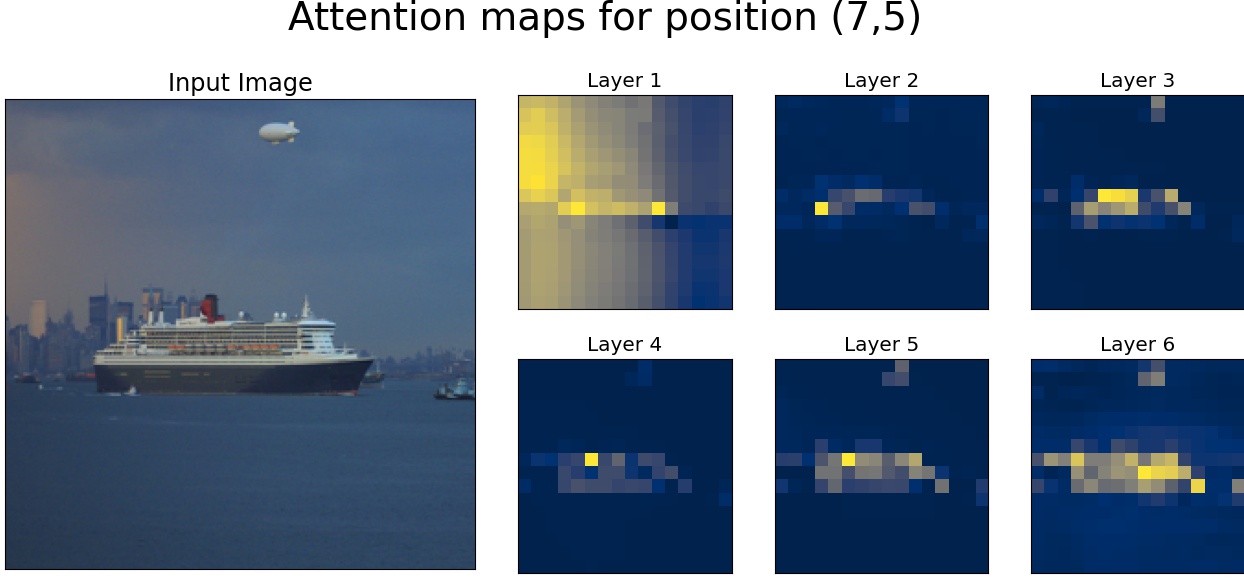 Attention maps for position (7,5)
Input Image
Layer 1
Layer 2
Layer 3
Layer 4
Layer 5
Layer 6